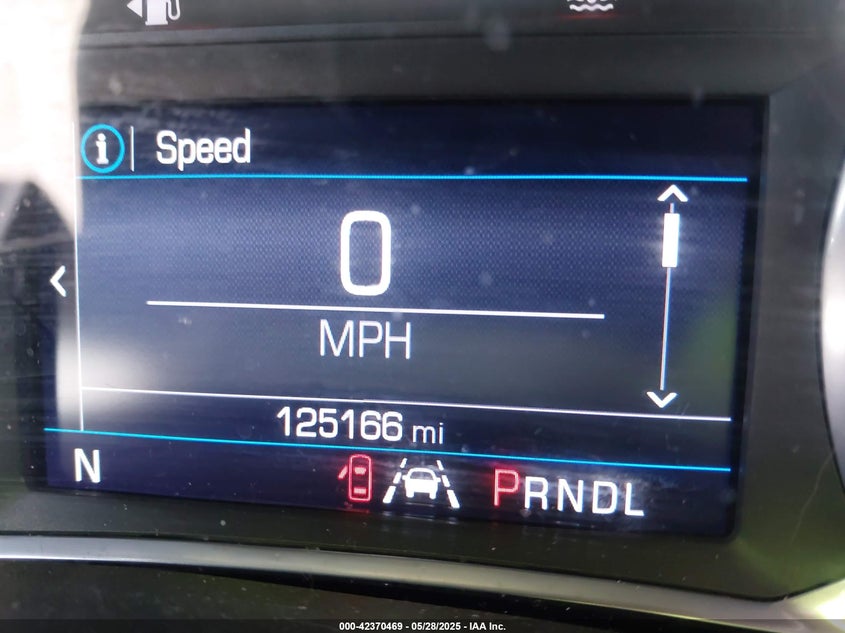 Speed
0
MPH
125166 mi
N
PRNDL
000-42370469 - 05/28/2025 - IAA Inc.